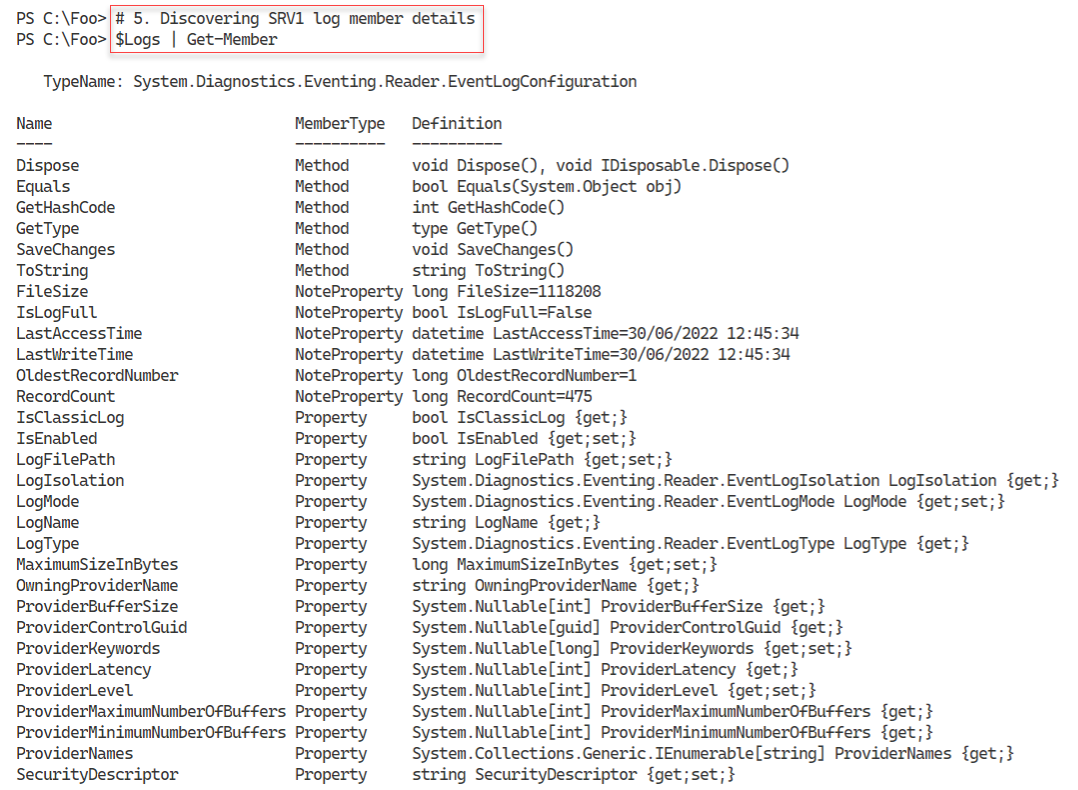 PS C:\Foo> # 5. Discovering SRV1 log member details
PS C:\Foo> $Logs | Get-Member
TypeName: System.Diagnostics.Eventing.Reader.EventLogConfiguration
Name MemberType Definition
---- ---------- ----------
Dispose Method void Dispose(), void IDisposable.Dispose()
Equals Method bool Equals(System.Object obj)
GetHashCode Method int GetHashCode()
GetType Method type GetType()
SaveChanges Method void SaveChanges()
ToString Method string ToString()
FileSize NoteProperty long FileSize=1118208
IsLogFull NoteProperty bool IsLogFull=False
LastAccessTime NoteProperty datetime LastAccessTime=30/06/2022 12:45:34
LastWriteTime NoteProperty datetime LastWriteTime=30/06/2022 12:45:34
OldestRecordNumber NoteProperty long OldestRecordNumber=1
RecordCount NoteProperty long RecordCount=475
IsClassicLog Property bool IsClassicLog {get;}
IsEnabled Property bool IsEnabled {get;set;}
LogFilePath Property string LogFilePath {get;set;}
LogIsolation Property System.Diagnostics.Eventing.Reader.EventLogIsolation LogIsolation {get;}
LogMode Property System.Diagnostics.Eventing.Reader.EventLogMode LogMode {get;set;}
LogName Property string LogName {get;}
LogType Property System.Diagnostics.Eventing.Reader.EventLogType LogType {get;}
MaximumSizeInBytes Property long MaximumSizeInBytes {get;set;}
OwningProviderName Property string OwningProviderName {get;}
ProviderBufferSize Property System.Nullable[int] ProviderBufferSize {get;}
ProviderControlGuid Property System.Nullable[guid] ProviderControlGuid {get;}
ProviderKeywords Property System.Nullable[long] ProviderKeywords {get;set;}
ProviderLatency Property System.Nullable[int] ProviderLatency {get;}
ProviderLevel Property System.Nullable[int] ProviderLevel {get;set;}
ProviderMaximumNumberOfBuffers Property System.Nullable[int] ProviderMaximumNumberOfBuffers {get;}
ProviderMinimumNumberOfBuffers Property System.Nullable[int] ProviderMinimumNumberOfBuffers {get;}
ProviderNames Property System.Collections.Generic.IEnumerable[string] ProviderNames {get;}
SecurityDescriptor Property string SecurityDescriptor {get;set;}